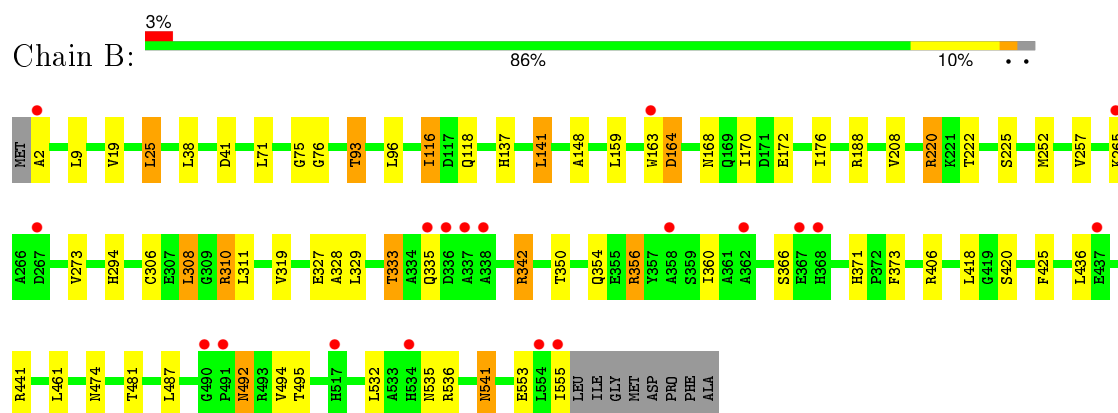 3%
Chain B:
86% 10% • •
MET A2 L9 V19 L25 L38 D41 L71 G75 G76 T93 L96 I116 D117 Q118 H137 L141 A148 L159 W163 D164 N168 Q169 I170 D171 E172 I176 R188 V208 R220 K221 T222 S225 M252 V257 K265
A266 D267 V273 H294 C306 E307 L308 G309 R310 L311 V319 E327 A328 L329 T333 A334 Q335 D336 A337 A338 R342 T350 Q354 E355 R356 Y357 A358 S359 I360 A361 A362 S366 E367 H368 H371 P372 F373 R406 L418 G419 S420 F425 L436 E437
R441 L461 N474 T481 L487 G490 P491 N492 R493 V494 T495 H517 L532 A533 H534 N535 R536 N541 E553 L554 I555 LEU ILE GLY MET ASP PRO PHE ALA